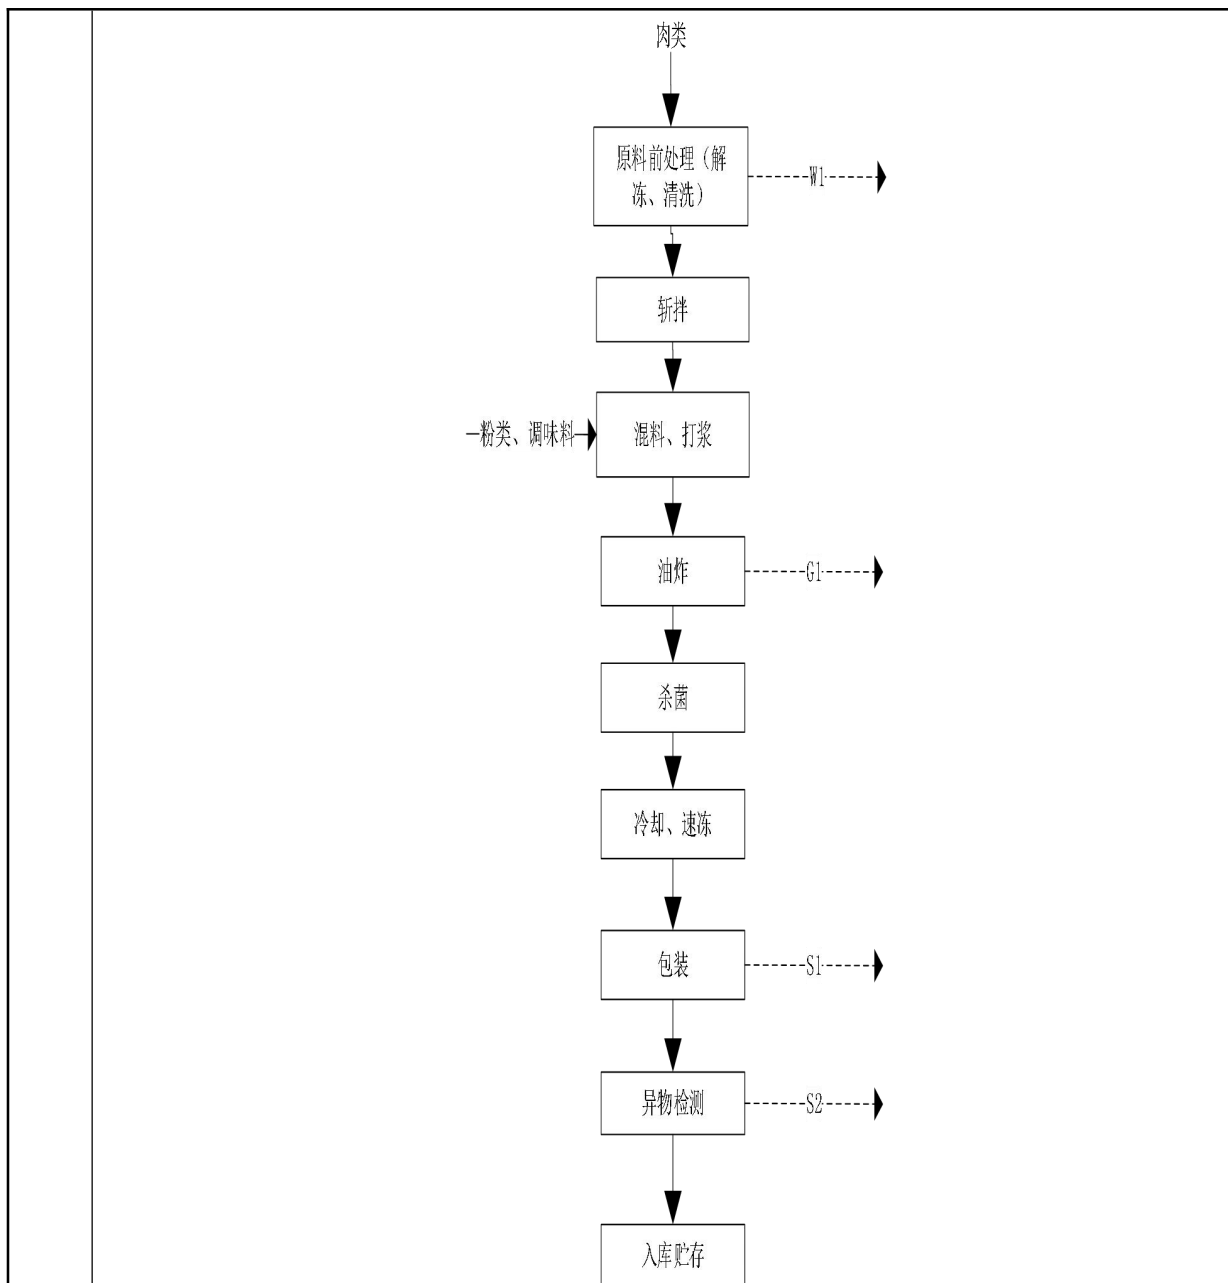 肉类
原料前处理（解
冻、清洗）
W1
斩拌
粉类、调味料
混料、打浆
油炸
G1
杀菌
冷却、速冻
包装
S1
异物检测
S2
入库贮存